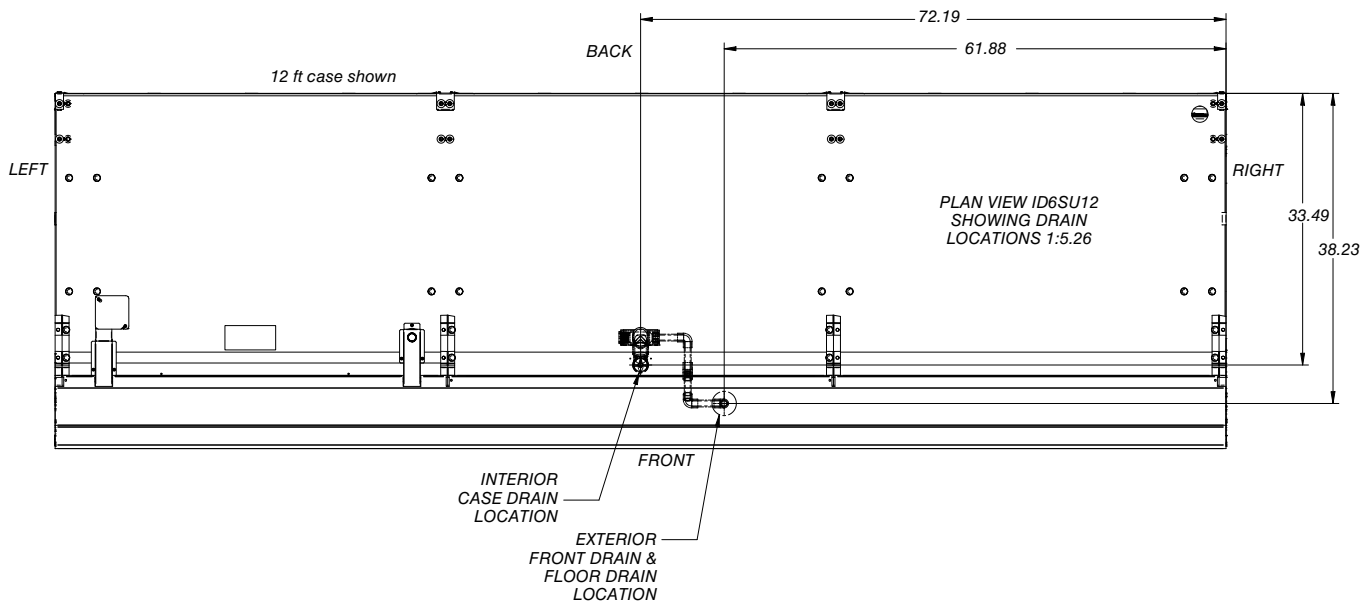 72.19
BACK
61.88
12 ft case shown
LEFT
RIGHT
PLAN VIEW ID6SU12
SHOWING DRAIN
LOCATIONS 1:5.26
33.49
38.23
FRONT
INTERIOR
CASE DRAIN
LOCATION
EXTERIOR
FRONT DRAIN &
FLOOR DRAIN
LOCATION